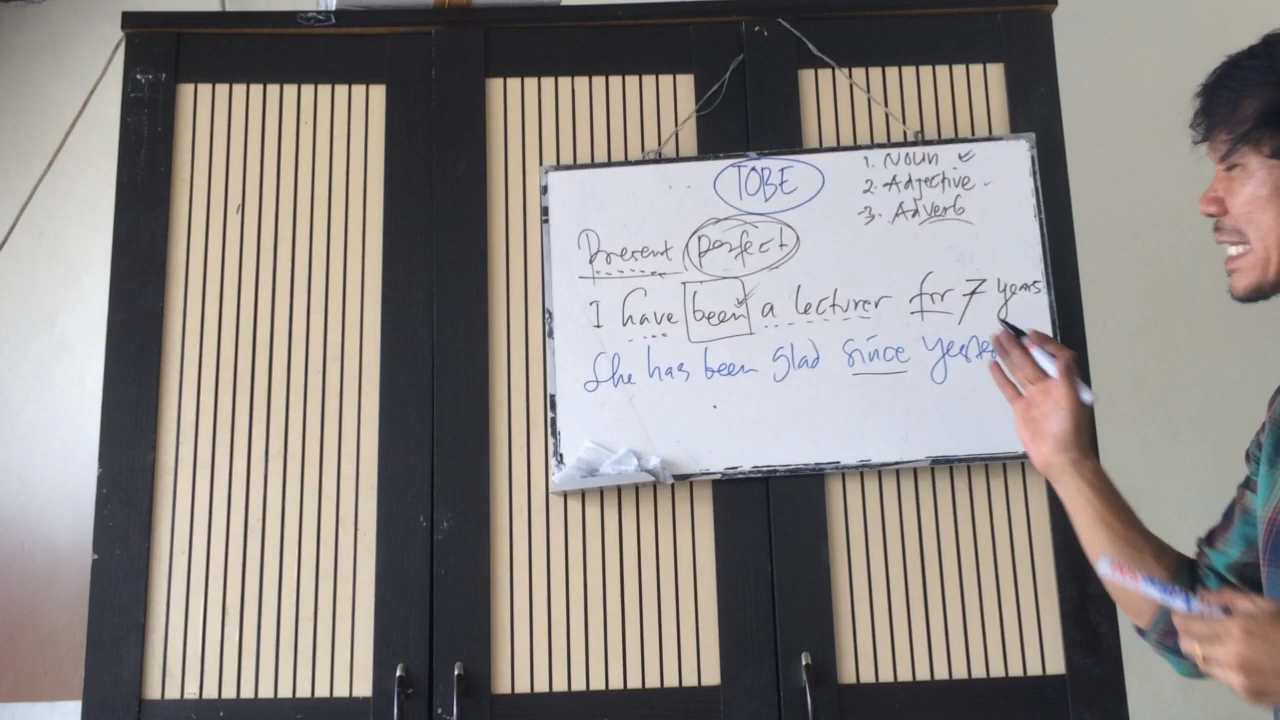 TOBE
1. Noun
2. Adjective
3. Adverb
Present perfect
I have been a lecturer for 7 years
She has been glad since